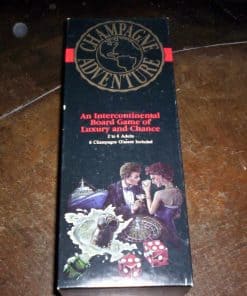 CHAMPAGNE
ADVENTURE
An Intercontinental
Board Game of
Luxury and Chance
2 to 6 Adults
6 Champagne Glasses Included